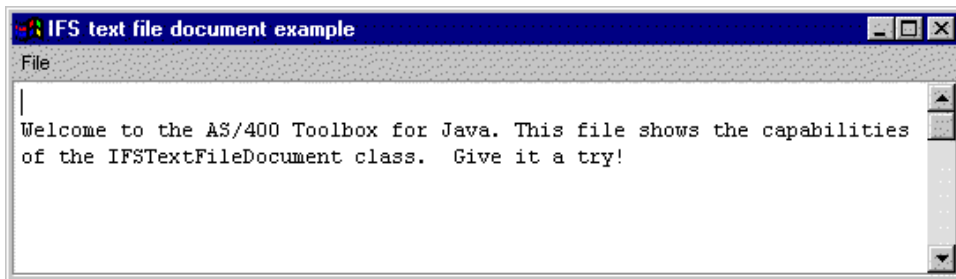 IFS text file document example
File
Welcome to the AS/400 Toolbox for Java. This file shows the capabilities
of the IFSTextFileDocument class.  Give it a try!